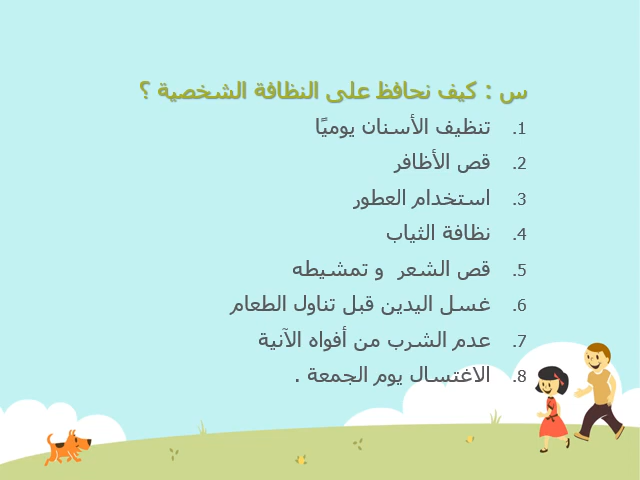 س : كيف نحافظ على النظافة الشخصية ؟
1. تنظيف الأسنان يوميًا
2. قص الأظافر
3. استخدام العطور
4. نظافة الثياب
5. قص الشعر و تمشيطه
6. غسل اليدين قبل تناول الطعام
7. عدم الشرب من أفواه الآنية
8. الاغتسال يوم الجمعة .